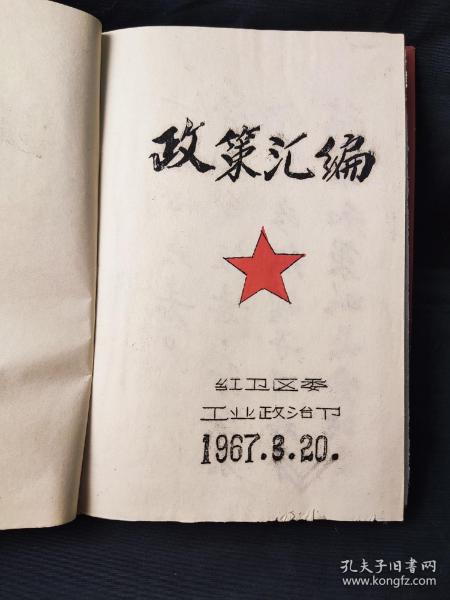 政策汇编
红卫区委
工业政治下
1967.3.20.
孔夫子旧书网
www.kongfz.com